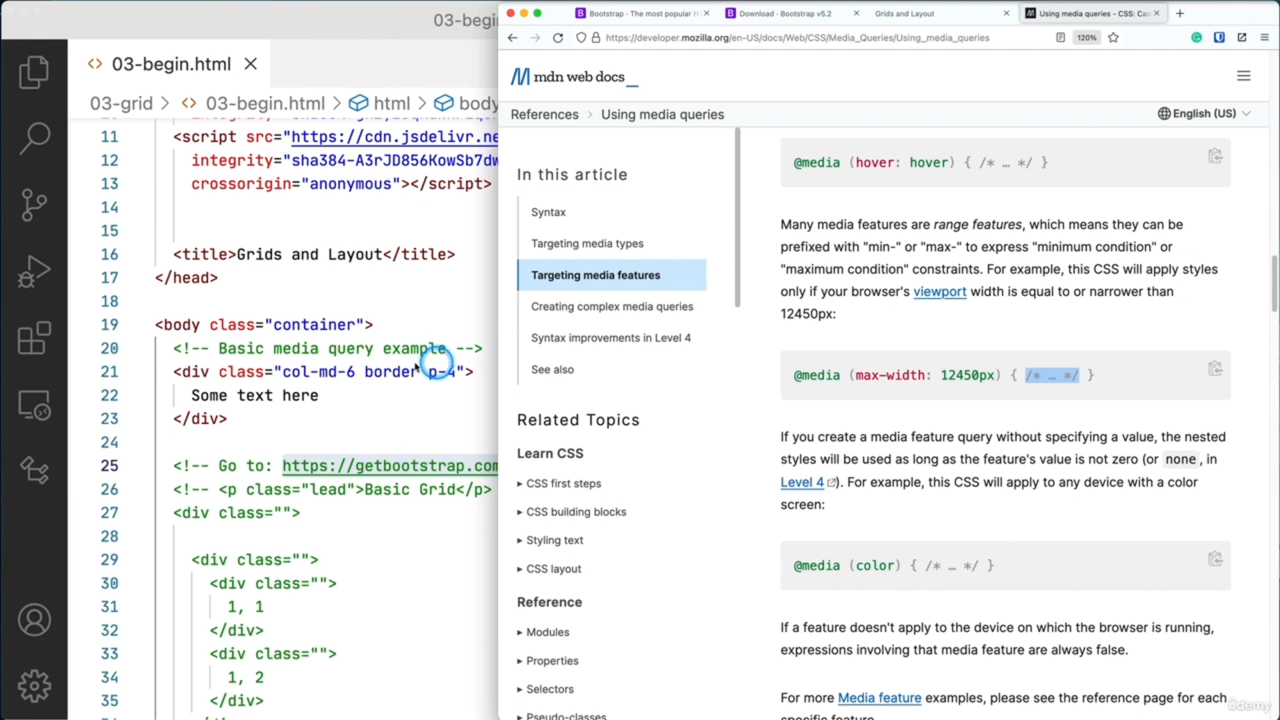 03-begi
03-begin.html
03-grid > 03-begin.html > html > body
11 <script src="https://cdn.jsdelivr.ne
12 integrity="sha384-A3rJD856KowSb7dw
13 crossorigin="anonymous"></script>
14
15
16 <title>Grids and Layout</title>
17 </head>
18
19 <body class="container">
20 <!-- Basic media query example -->
21 <div class="col-md-6 border p-4">
22 Some text here
23 </div>
24
25 <!-- Go to: https://getbootstrap.com
26 <!-- <p class="lead">Basic Grid</p>
27 <div class="">
28
29 <div class="">
30 <div class="">
31 1, 1
32 </div>
33 <div class="">
34 1, 2
35 </div>
Bootstrap · The most popular H
Download · Bootstrap v5.2
Grids and Layout
Using media queries - CSS: Cas
https://developer.mozilla.org/en-US/docs/Web/CSS/Media_Queries/Using_media_queries
120%
mdn web docs_
References > Using media queries
English (US)
In this article
Syntax
Targeting media types
Targeting media features
Creating complex media queries
Syntax improvements in Level 4
See also
Related Topics
Learn CSS
CSS first steps
CSS building blocks
Styling text
CSS layout
Reference
Modules
Properties
Selectors
Pseudo-classes
@media (hover: hover) { /* … */ }
Many media features are range features, which means they can be
prefixed with "min-" or "max-" to express "minimum condition" or
"maximum condition" constraints. For example, this CSS will apply styles
only if your browser's viewport width is equal to or narrower than
12450px:
@media (max-width: 12450px) { /* … */ }
If you create a media feature query without specifying a value, the nested
styles will be used as long as the feature's value is not zero (or none, in
Level 4). For example, this CSS will apply to any device with a color
screen:
@media (color) { /* … */ }
If a feature doesn't apply to the device on which the browser is running,
expressions involving that media feature are always false.
For more Media feature examples, please see the reference page for each
specific feature.
ûdemy